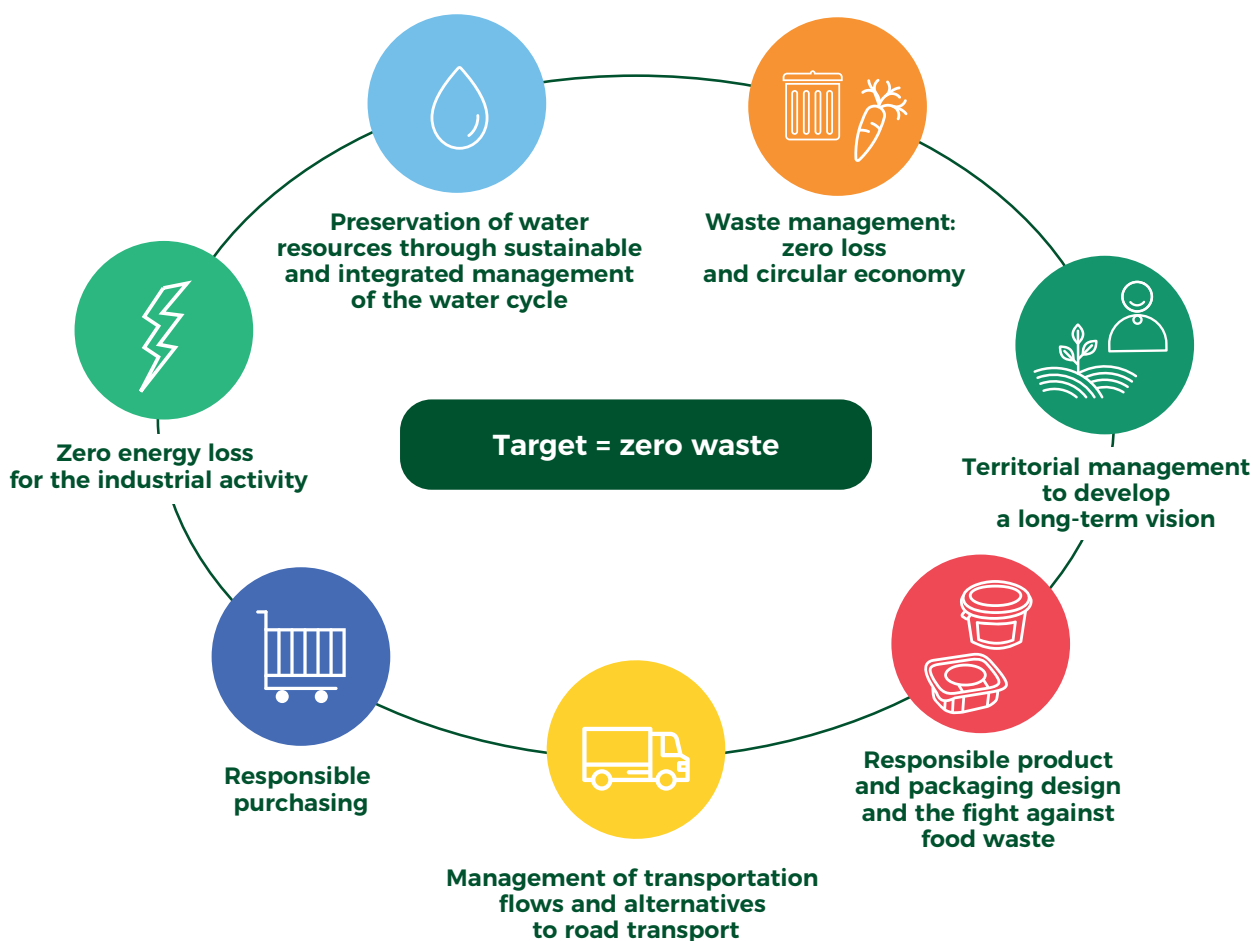 Preservation of water
resources through sustainable
and integrated management
of the water cycle
Waste management:
zero loss
and circular economy
Zero energy loss
for the industrial activity
Target = zero waste
Territorial management
to develop
a long-term vision
Responsible
purchasing
Management of transportation
flows and alternatives
to road transport
Responsible product
and packaging design
and the fight against
food waste